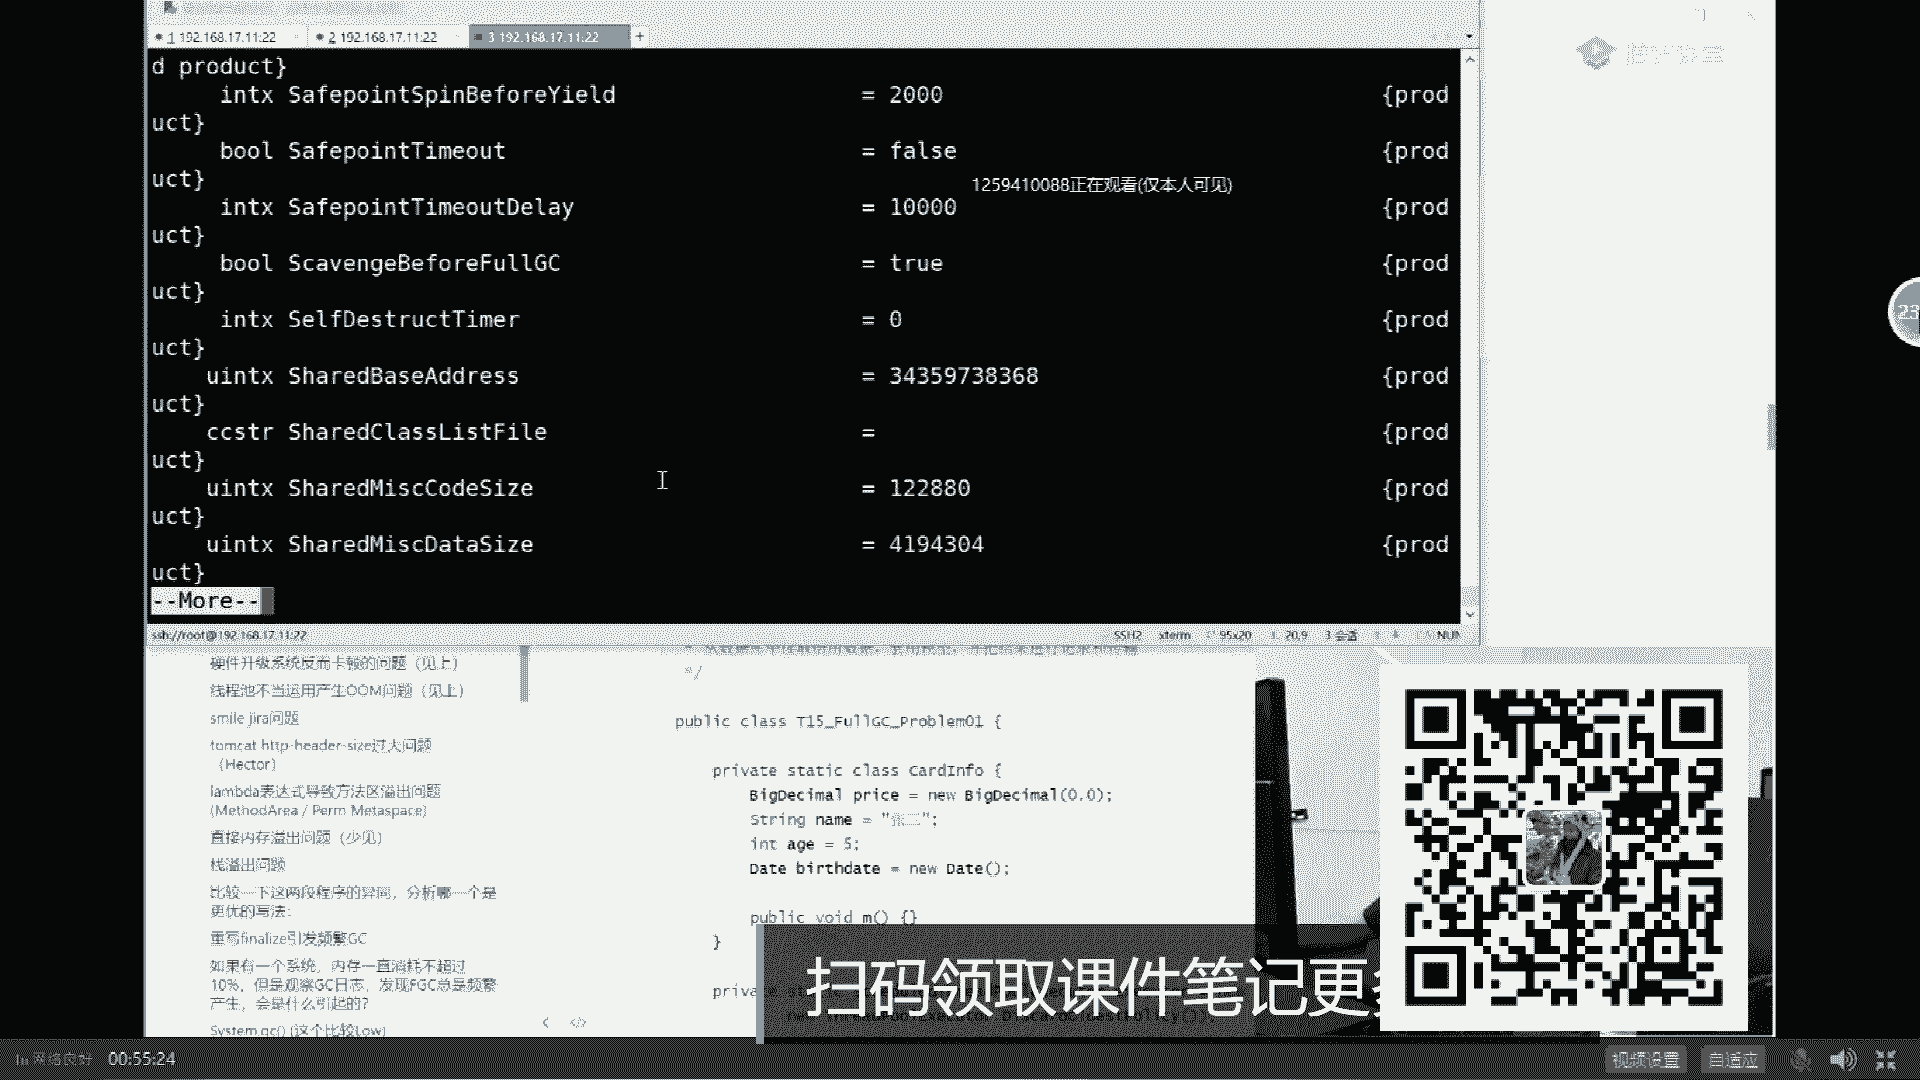 1 192.168.17.11:22
2 192.168.17.11:22
3 192.168.17.11:22 +
d product}
intx SafepointSpinBeforeYield = 2000 {prod
uct}
bool SafepointTimeout = false {prod
uct}
1259410088正在观看(仅本人可见)
intx SafepointTimeoutDelay = 10000 {prod
uct}
bool ScavengeBeforeFullGC = true {prod
uct}
intx SelfDestructTimer = 0 {prod
uct}
uintx SharedBaseAddress = 34359738368 {prod
uct}
ccstr SharedClassListFile = {prod
uct}
uintx SharedMiscCodeSize = 122880 {prod
uct}
uintx SharedMiscDataSize = 4194304 {prod
uct}
--More--
23
ssh://root@192.168.17.11:22
SSH2 xterm 95x20 20,9 3 会话 NUM
硬件升级系统反而卡顿的问题（见上）
线程池不当运用产生OOM问题（见上）
smile jira问题
tomcat http-header-size过大问题
（Hector）
lambda表达式导致方法区溢出问题
(MethodArea / Perm Metaspace)
直接内存溢出问题（少见）
栈溢出问题
比较一下这两段程序的异同，分析哪一个是
更优的写法：
重写finalize引发频繁GC
如果有一个系统，内存一直消耗不超过
10%，但是观察GC日志，发现FGC总是频繁
产生，会是什么引起的？
System.gc() (这个比较Low)
*/
public class T15_FullGC_Problem01 {
private static class CardInfo {
BigDecimal price = new BigDecimal(0.0);
String name = "张三";
int age = 5;
Date birthdate = new Date();
public void m() {}
}
扫码领取课件笔记更多
网络良好 00:55:24
视频设置 自适应